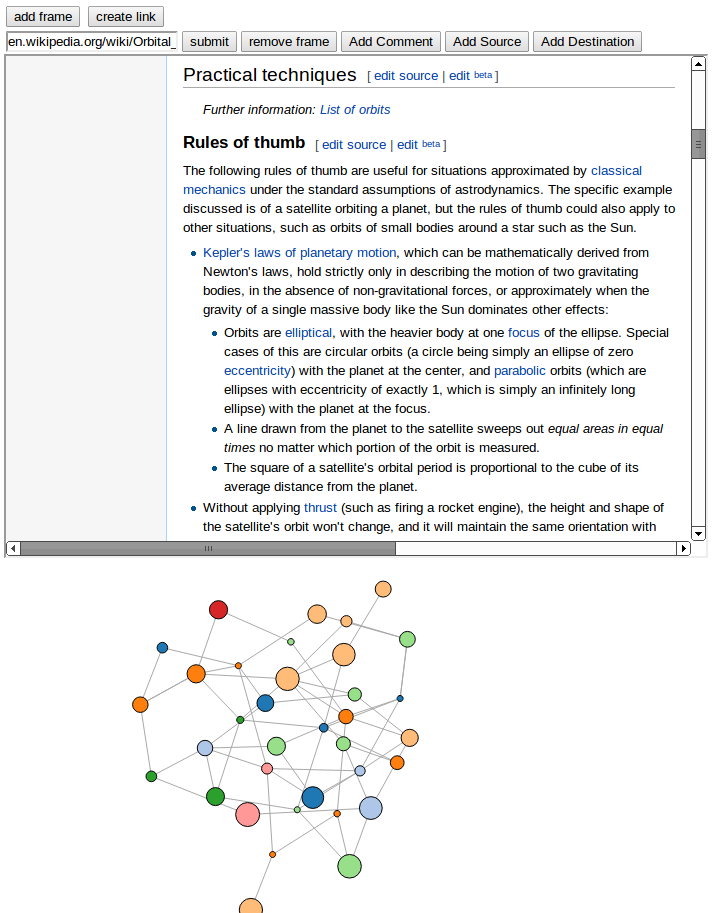 add frame create link
en.wikipedia.org/wiki/Orbital_ submit remove frame Add Comment Add Source Add Destination
Practical techniques [ edit source | edit beta ]
Further information: List of orbits
Rules of thumb [ edit source | edit beta ]
The following rules of thumb are useful for situations approximated by classical
mechanics under the standard assumptions of astrodynamics. The specific example
discussed is of a satellite orbiting a planet, but the rules of thumb could also apply to
other situations, such as orbits of small bodies around a star such as the Sun.
Kepler's laws of planetary motion, which can be mathematically derived from
Newton's laws, hold strictly only in describing the motion of two gravitating
bodies, in the absence of non-gravitational forces, or approximately when the
gravity of a single massive body like the Sun dominates other effects:
Orbits are elliptical, with the heavier body at one focus of the ellipse. Special
cases of this are circular orbits (a circle being simply an ellipse of zero
eccentricity) with the planet at the center, and parabolic orbits (which are
ellipses with eccentricity of exactly 1, which is simply an infinitely long
ellipse) with the planet at the focus.
A line drawn from the planet to the satellite sweeps out equal areas in equal
times no matter which portion of the orbit is measured.
The square of a satellite's orbital period is proportional to the cube of its
average distance from the planet.
Without applying thrust (such as firing a rocket engine), the height and shape of
the satellite's orbit won't change, and it will maintain the same orientation with